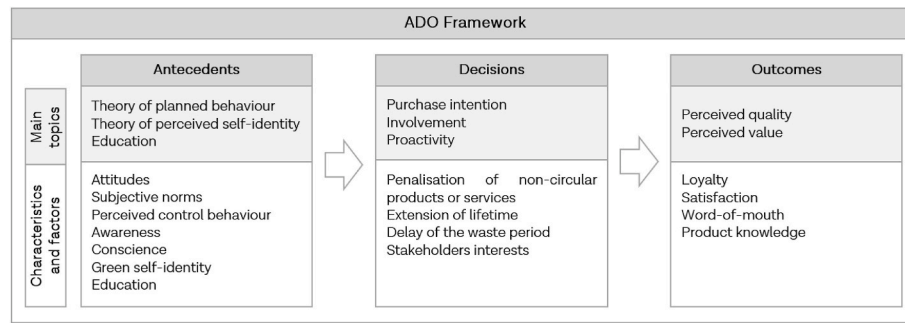 ADO Framework
Antecedents
Decisions
Outcomes
Main
topics
Theory of planned behaviour
Theory of perceived self-identity
Education
Purchase intention
Involvement
Proactivity
Perceived quality
Perceived value
Characteristics
and factors
Attitudes
Subjective norms
Perceived control behaviour
Awareness
Conscience
Green self-identity
Education
Penalisation of non-circular
products or services
Extension of lifetime
Delay of the waste period
Stakeholders interests
Loyalty
Satisfaction
Word-of-mouth
Product knowledge